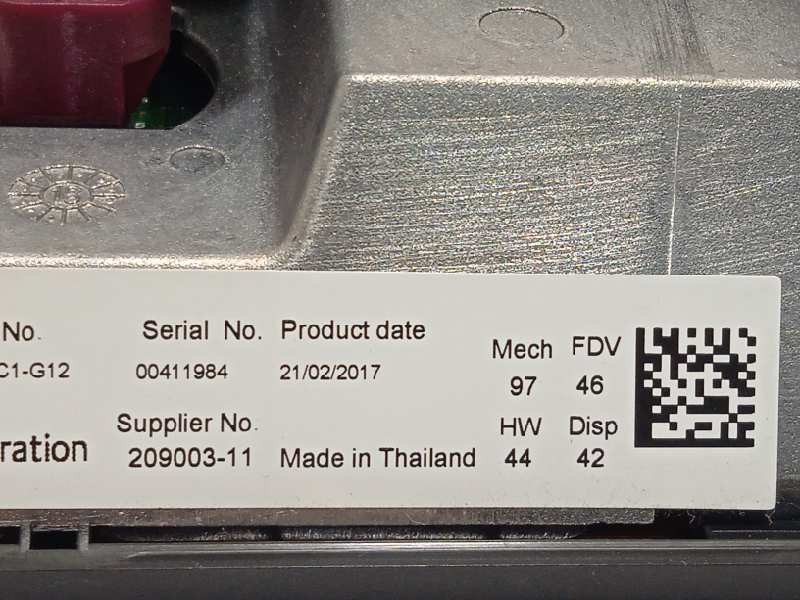 No. Serial No. Product date Mech FDV
C1-G12 00411984 21/02/2017 97 46
Supplier No. HW Disp
ration 209003-11 Made in Thailand 44 42